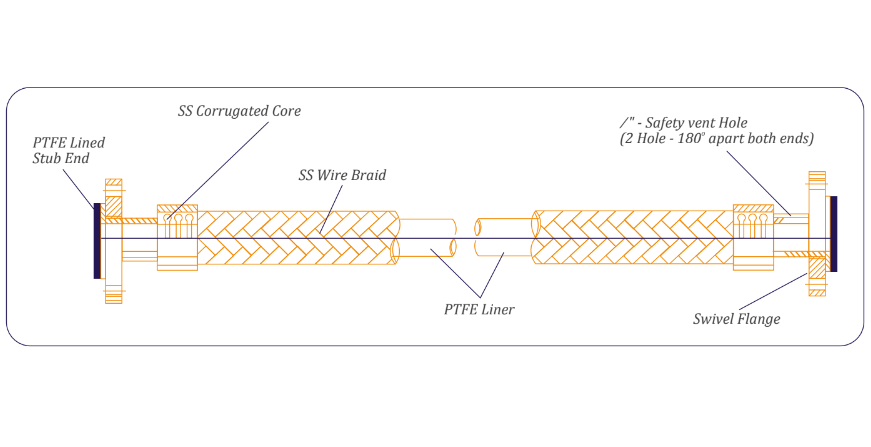 SS Corrugated Core
/" - Safety vent Hole
(2 Hole - 180° apart both ends)
PTFE Lined
Stub End
SS Wire Braid
PTFE Liner
Swivel Flange